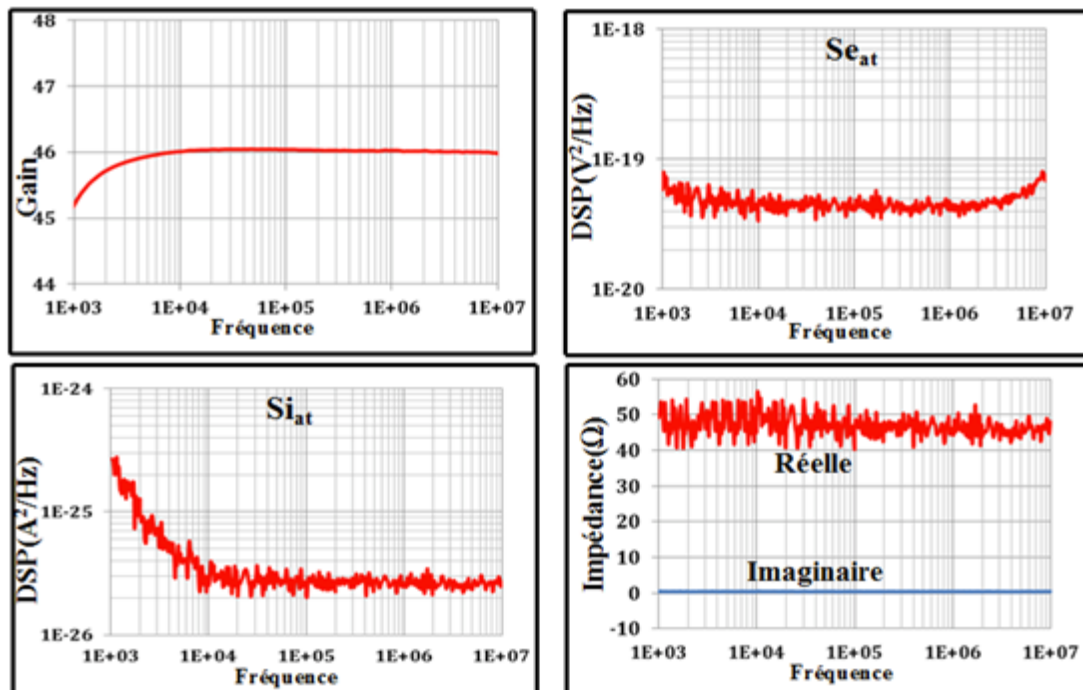 48
47
46
45
44
Gain
1E+03 1E+04 1E+05 1E+06 1E+07
Fréquence
Se_at
1E-18
1E-19
1E-20
DSP(V²/Hz)
1E+03 1E+04 1E+05 1E+06 1E+07
Fréquence
Si_at
1E-24
1E-25
1E-26
DSP(A²/Hz)
1E+03 1E+04 1E+05 1E+06 1E+07
Fréquence
60
50
40
30
20
10
0
-10
Impédance(Ω)
Réelle
Imaginaire
1E+03 1E+04 1E+05 1E+06 1E+07
Fréquence